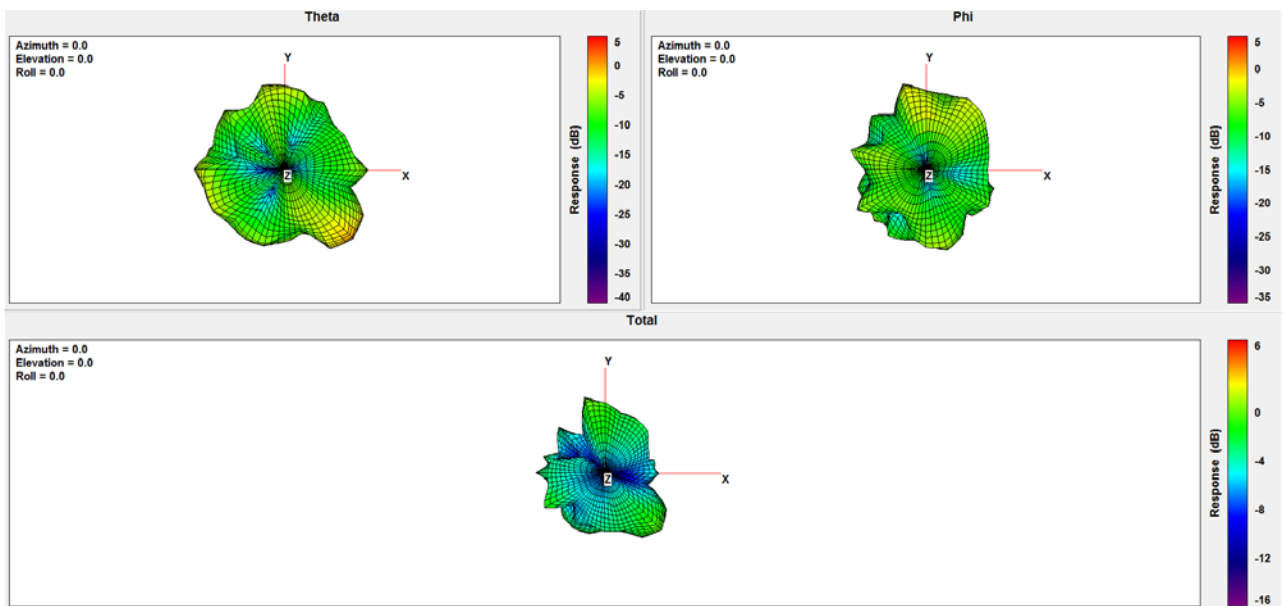 Theta
Azimuth = 0.0
Elevation = 0.0
Roll = 0.0
Y
X
Z
Response (dB)
5
0
-5
-10
-15
-20
-25
-30
-35
-40
Phi
Azimuth = 0.0
Elevation = 0.0
Roll = 0.0
Y
X
Z
Response (dB)
5
0
-5
-10
-15
-20
-25
-30
-35
Total
Azimuth = 0.0
Elevation = 0.0
Roll = 0.0
Y
X
Z
Response (dB)
6
0
-4
-8
-12
-16